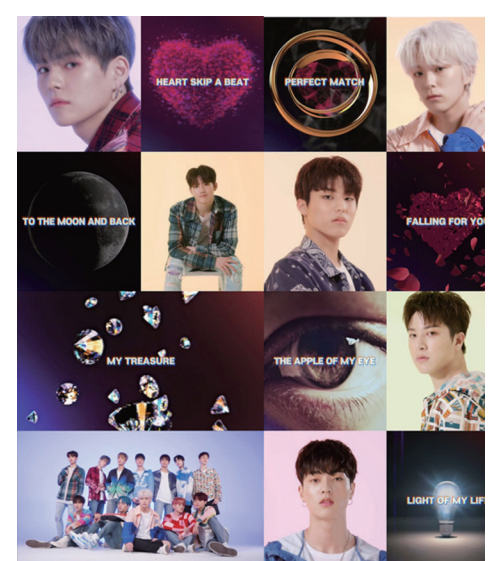 HEART SKIP A BEAT
PERFECT MATCH
TO THE MOON AND BACK
FALLING FOR YOU
MY TREASURE
THE APPLE OF MY EYE
LIGHT OF MY LIF